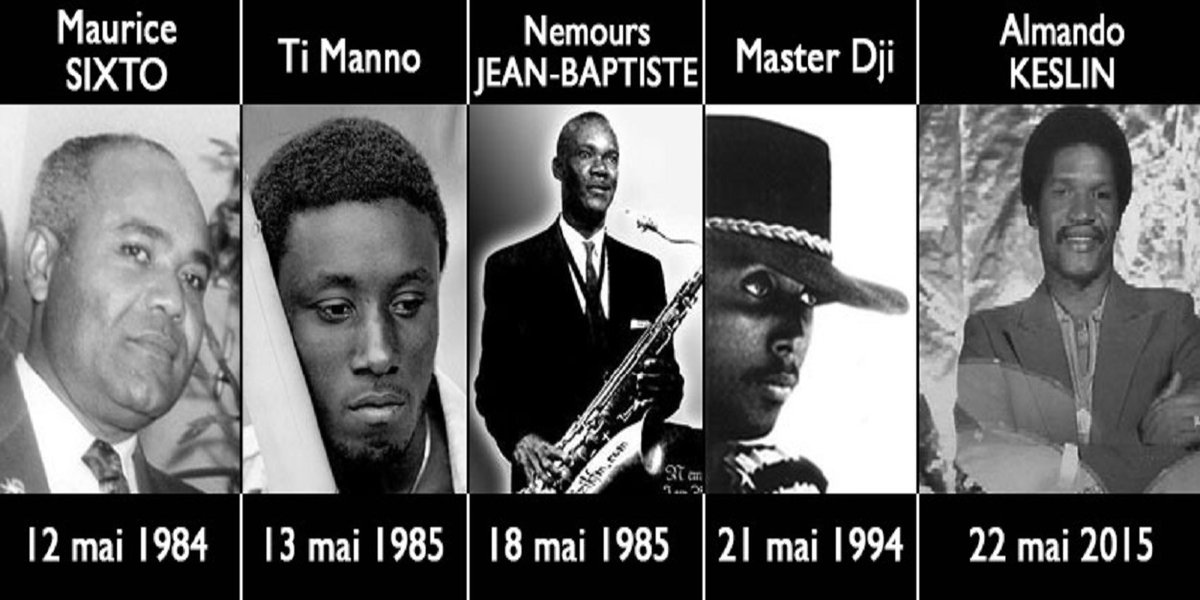 Maurice
SIXTO
Ti Manno
Nemours
JEAN-BAPTISTE
Master Dji
Almando
KESLIN
12 mai 1984
13 mai 1985
18 mai 1985
21 mai 1994
22 mai 2015